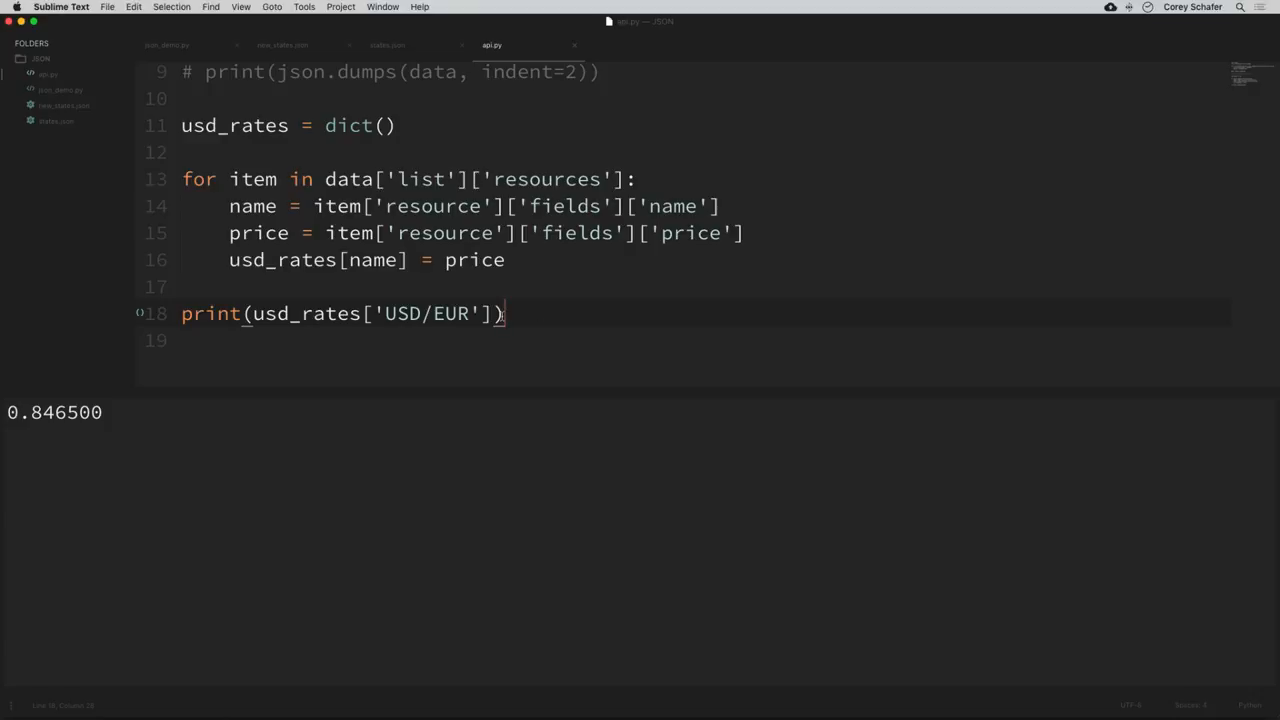 Sublime Text File Edit Selection Find View Goto Tools Project Window Help Corey Schafer
api.py — JSON
FOLDERS
JSON
api.py
json_demo.py
new_states.json
states.json
json_demo.py new_states.json states.json api.py
9 # print(json.dumps(data, indent=2))
10
11 usd_rates = dict()
12
13 for item in data['list']['resources']:
14 name = item['resource']['fields']['name']
15 price = item['resource']['fields']['price']
16 usd_rates[name] = price
17
18 print(usd_rates['USD/EUR'])
19
0.846500
Line 18, Column 28 UTF-8 Python